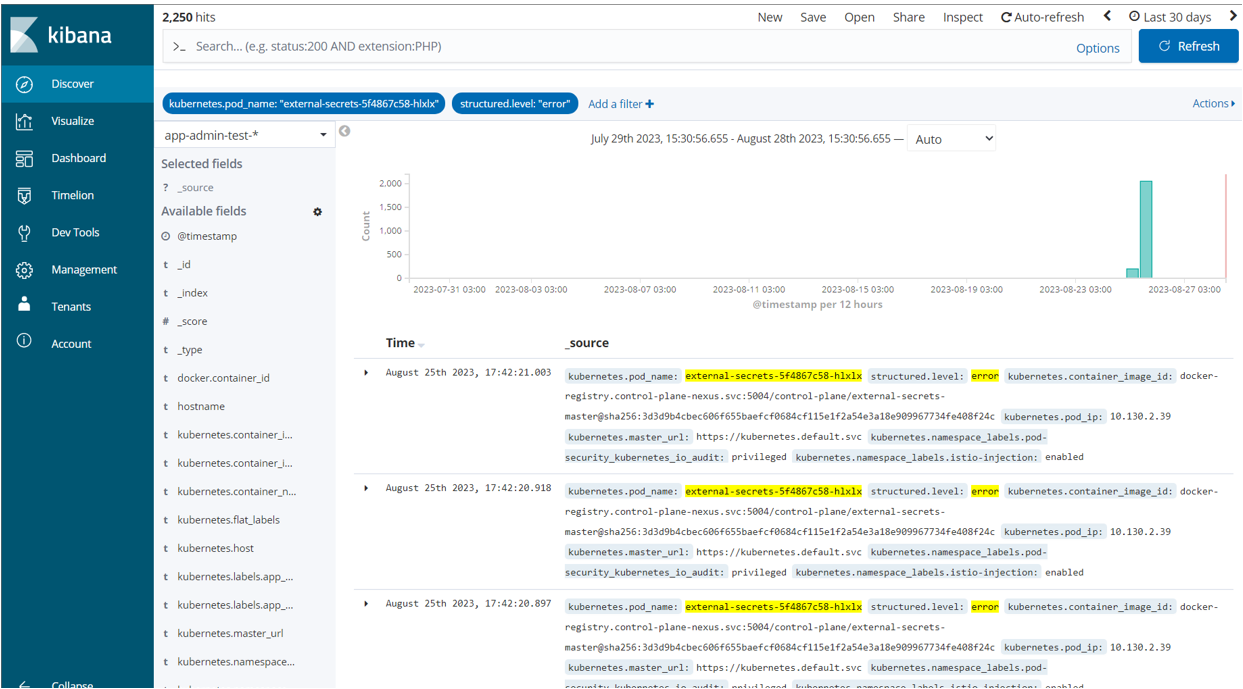 kibana
Discover
Visualize
Dashboard
Timelion
Dev Tools
Management
Tenants
Account
Collapse
2,250 hits
New Save Open Share Inspect Auto-refresh Last 30 days
>_ Search... (e.g. status:200 AND extension:PHP) Options Refresh
kubernetes.pod_name: "external-secrets-5f4867c58-hlxlx" structured.level: "error" Add a filter + Actions
app-admin-test-*
Selected fields
? _source
Available fields
@timestamp
t _id
t _index
# _score
t _type
t docker.container_id
t hostname
t kubernetes.container_i...
t kubernetes.container_i...
t kubernetes.container_n...
t kubernetes.flat_labels
t kubernetes.host
t kubernetes.labels.app_...
t kubernetes.labels.app_...
t kubernetes.master_url
t kubernetes.namespace...
July 29th 2023, 15:30:56.655 - August 28th 2023, 15:30:56.655 — Auto
Count
2,000
1,500
1,000
500
0
2023-07-31 03:00 2023-08-03 03:00 2023-08-07 03:00 2023-08-11 03:00 2023-08-15 03:00 2023-08-19 03:00 2023-08-23 03:00 2023-08-27 03:00
@timestamp per 12 hours
Time _source
August 25th 2023, 17:42:21.003 kubernetes.pod_name: external-secrets-5f4867c58-hlxlx structured.level: error kubernetes.container_image_id: docker-
registry.control-plane-nexus.svc:5004/control-plane/external-secrets-
master@sha256:3d3d9b4cbec606f655baefcf0684cf115e1f2a54e3a18e909967734fe408f24c kubernetes.pod_ip: 10.130.2.39
kubernetes.master_url: https://kubernetes.default.svc kubernetes.namespace_labels.pod-
security_kubernetes_io_audit: privileged kubernetes.namespace_labels.istio-injection: enabled
August 25th 2023, 17:42:20.918 kubernetes.pod_name: external-secrets-5f4867c58-hlxlx structured.level: error kubernetes.container_image_id: docker-
registry.control-plane-nexus.svc:5004/control-plane/external-secrets-
master@sha256:3d3d9b4cbec606f655baefcf0684cf115e1f2a54e3a18e909967734fe408f24c kubernetes.pod_ip: 10.130.2.39
kubernetes.master_url: https://kubernetes.default.svc kubernetes.namespace_labels.pod-
security_kubernetes_io_audit: privileged kubernetes.namespace_labels.istio-injection: enabled
August 25th 2023, 17:42:20.897 kubernetes.pod_name: external-secrets-5f4867c58-hlxlx structured.level: error kubernetes.container_image_id: docker-
registry.control-plane-nexus.svc:5004/control-plane/external-secrets-
master@sha256:3d3d9b4cbec606f655baefcf0684cf115e1f2a54e3a18e909967734fe408f24c kubernetes.pod_ip: 10.130.2.39
kubernetes.master_url: https://kubernetes.default.svc kubernetes.namespace_labels.pod-
security_kubernetes_io_audit: privileged kubernetes.namespace_labels.istio-injection: enabled